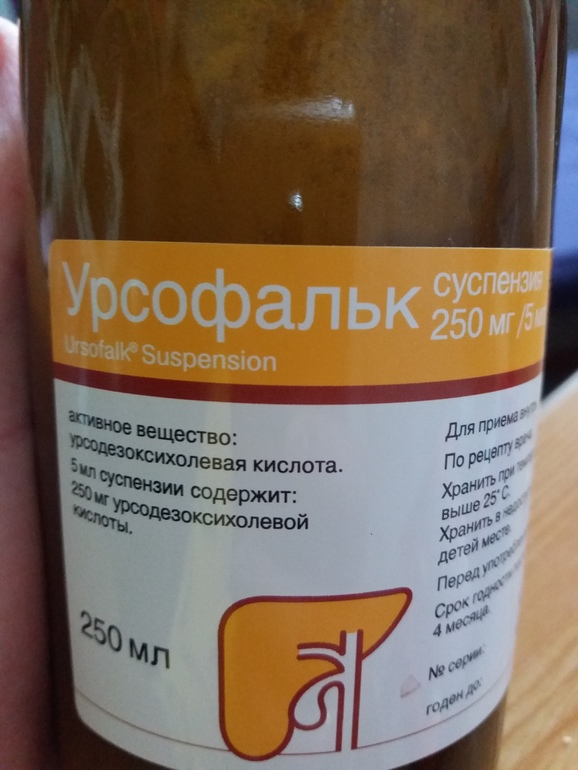 Урсофальк
суспензия
250 мг /5
Ursofalk® Suspension
активное вещество:
урсодезоксихолевая кислота.
5 мл суспензии содержит:
250 мг урсодезоксихолевой
кислоты.
250 мл
Для приема
По рецепту
Хранить при
выше 25° С.
Хранить в
детей месте.
Перед
Срок годности
4 месяца.
№ серии:
годен до: